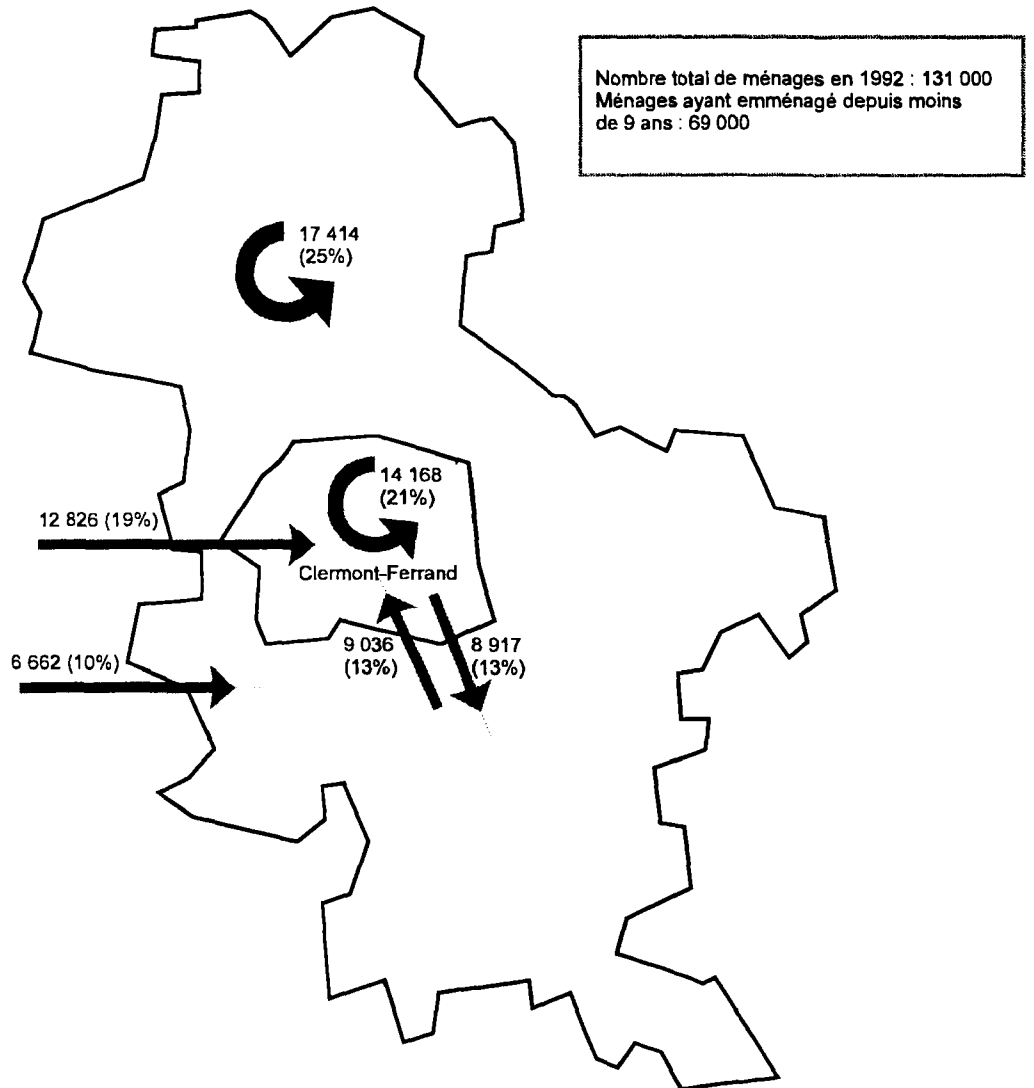 Nombre total de ménages en 1992 : 131 000
Ménages ayant emménagé depuis moins
de 9 ans : 69 000
17 414
(25%)
14 168
(21%)
12 826 (19%)
Clermont-Ferrand
9 036
(13%)
8 917
(13%)
6 662 (10%)